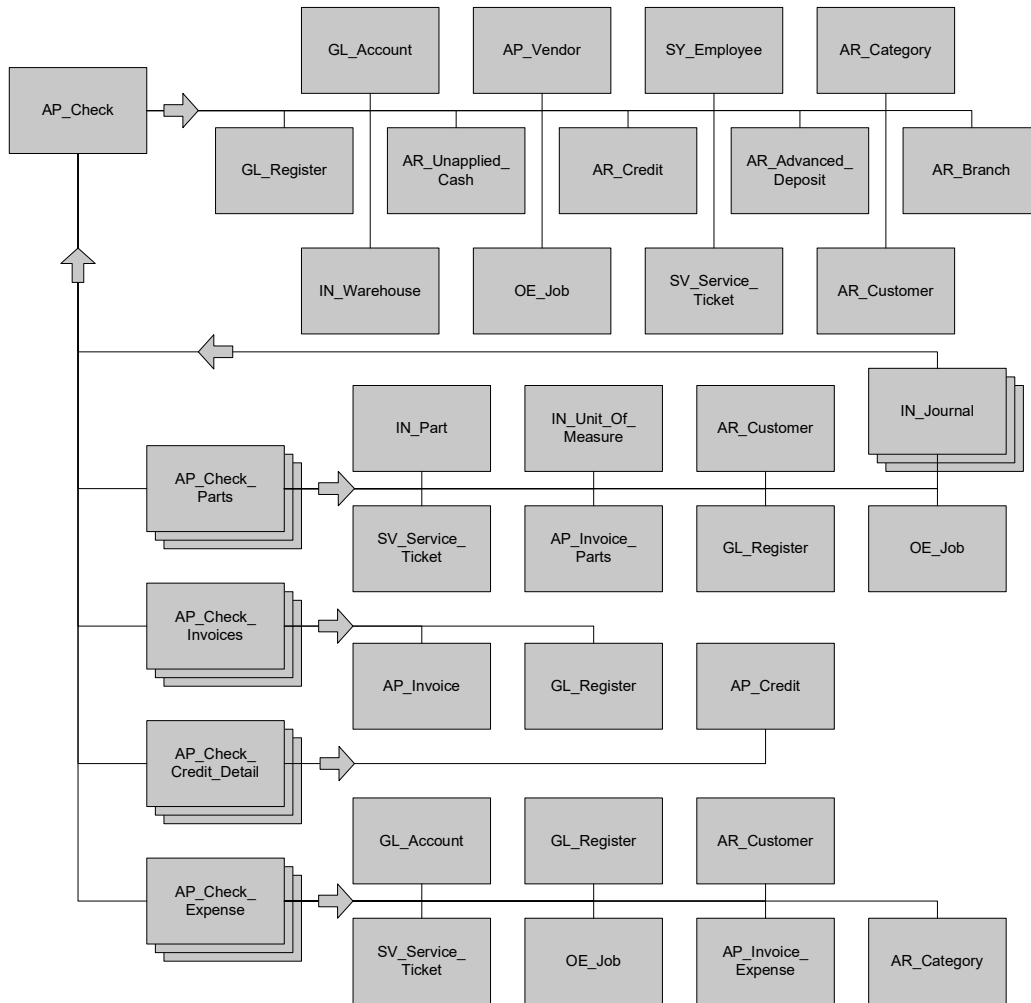 GL_Account
AP_Vendor
SY_Employee
AR_Category
AP_Check
GL_Register
AR_Unapplied_
Cash
AR_Credit
AR_Advanced_
Deposit
AR_Branch
IN_Warehouse
OE_Job
SV_Service_
Ticket
AR_Customer
IN_Journal
IN_Part
IN_Unit_Of_
Measure
AR_Customer
AP_Check_
Parts
SV_Service_
Ticket
AP_Invoice_
Parts
GL_Register
OE_Job
AP_Check_
Invoices
AP_Invoice
GL_Register
AP_Credit
AP_Check_
Credit_Detail
GL_Account
GL_Register
AR_Customer
AP_Check_
Expense
SV_Service_
Ticket
OE_Job
AP_Invoice_
Expense
AR_Category